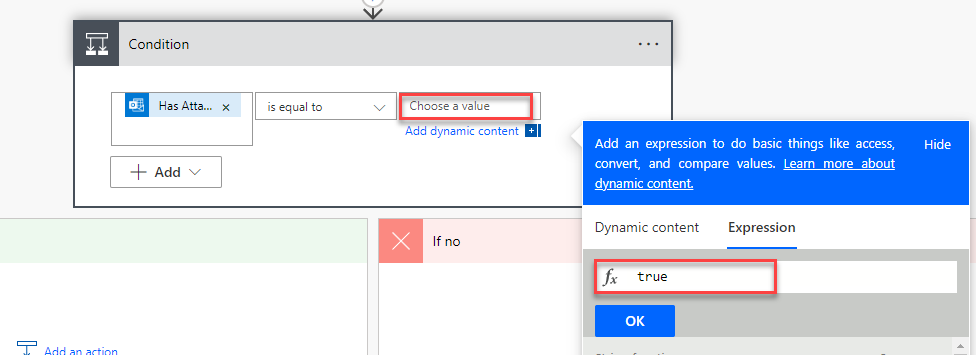 Condition
Has Atta... x
is equal to
Choose a value
Add dynamic content
Add
Add an expression to do basic things like access,
convert, and compare values. Learn more about
dynamic content.
Hide
Dynamic content
Expression
fx true
OK
If no
Add an action